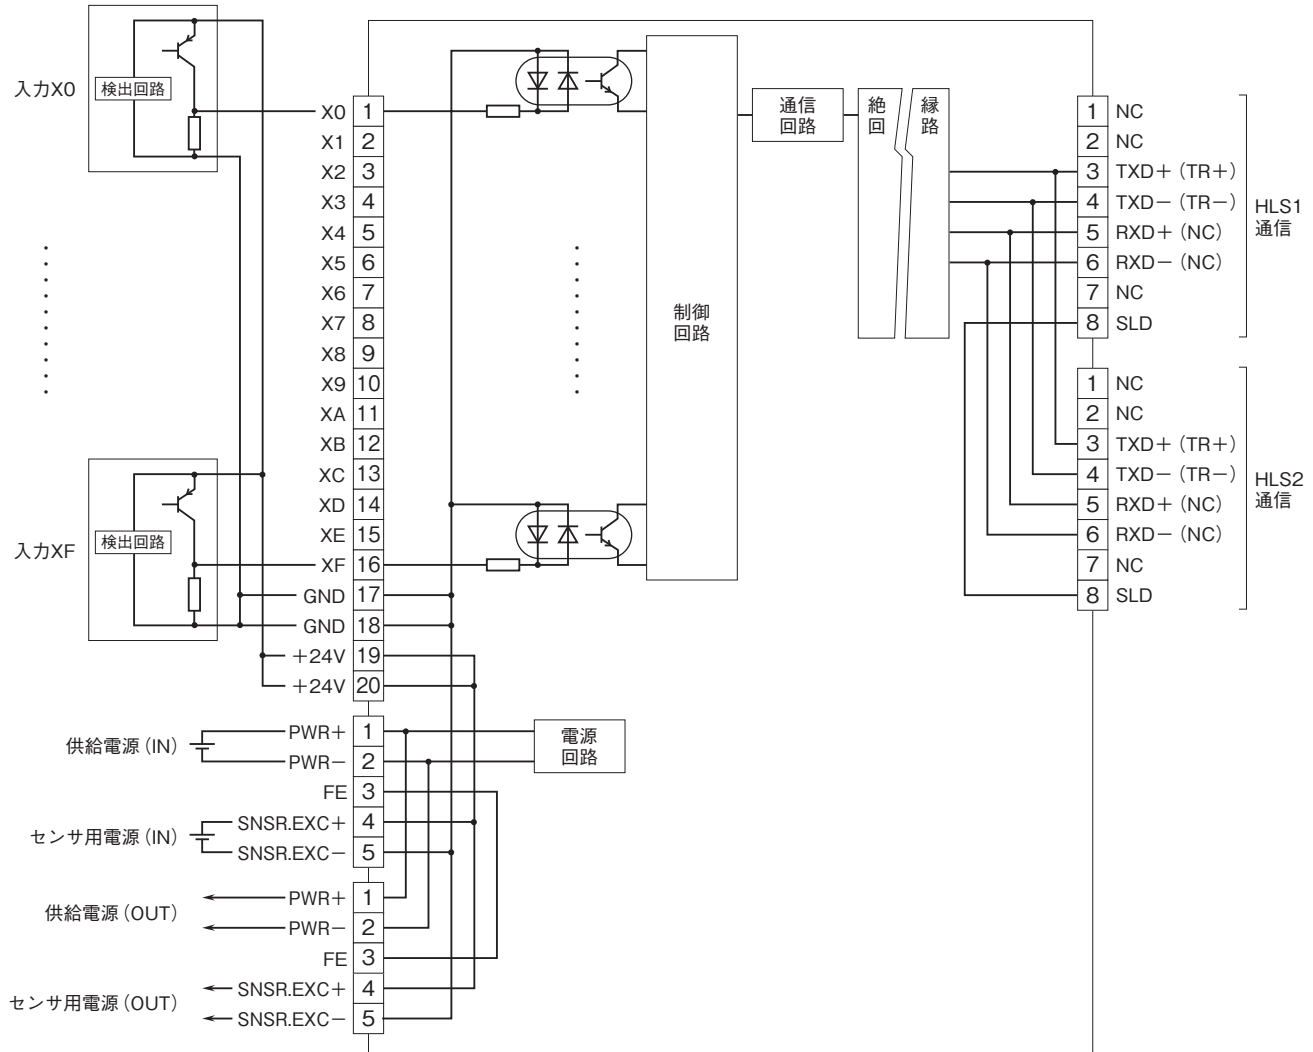 入力X0
検出回路
入力XF
検出回路
X0 1
X1 2
X2 3
X3 4
X4 5
X5 6
X6 7
X7 8
X8 9
X9 10
XA 11
XB 12
XC 13
XD 14
XE 15
XF 16
GND 17
GND 18
+24V 19
+24V 20
供給電源(IN)
PWR+ 1
PWR− 2
FE 3
センサ用電源(IN)
SNSR.EXC+ 4
SNSR.EXC− 5
供給電源(OUT)
PWR+ 1
PWR− 2
FE 3
センサ用電源(OUT)
SNSR.EXC+ 4
SNSR.EXC− 5
制御
回路
通信
回路
絶縁
回路
電源
回路
1 NC
2 NC
3 TXD+(TR+)
4 TXD−(TR−)
5 RXD+(NC)
6 RXD−(NC)
7 NC
8 SLD
HLS1
通信
1 NC
2 NC
3 TXD+(TR+)
4 TXD−(TR−)
5 RXD+(NC)
6 RXD−(NC)
7 NC
8 SLD
HLS2
通信